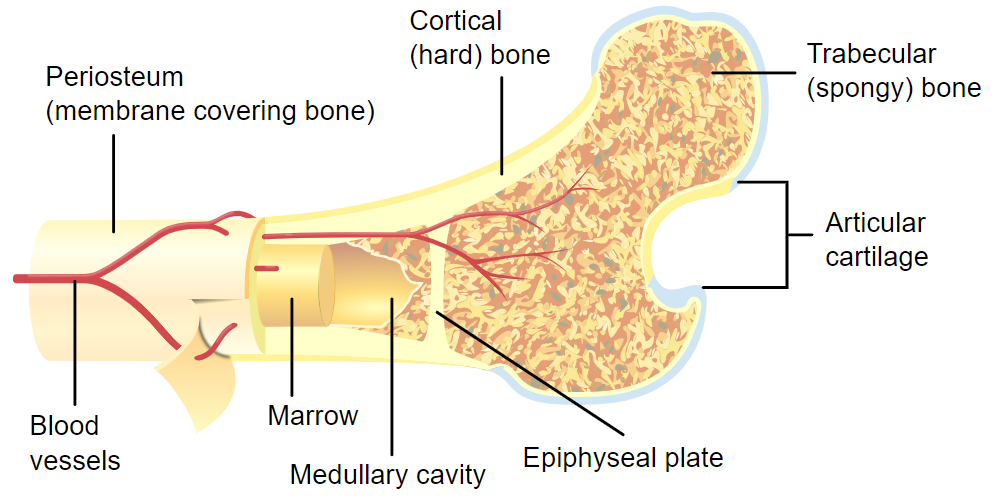 Cortical
(hard) bone
Trabecular
(spongy) bone
Periosteum
(membrane covering bone)
Articular
cartilage
Blood
vessels
Marrow
Medullary cavity
Epiphyseal plate